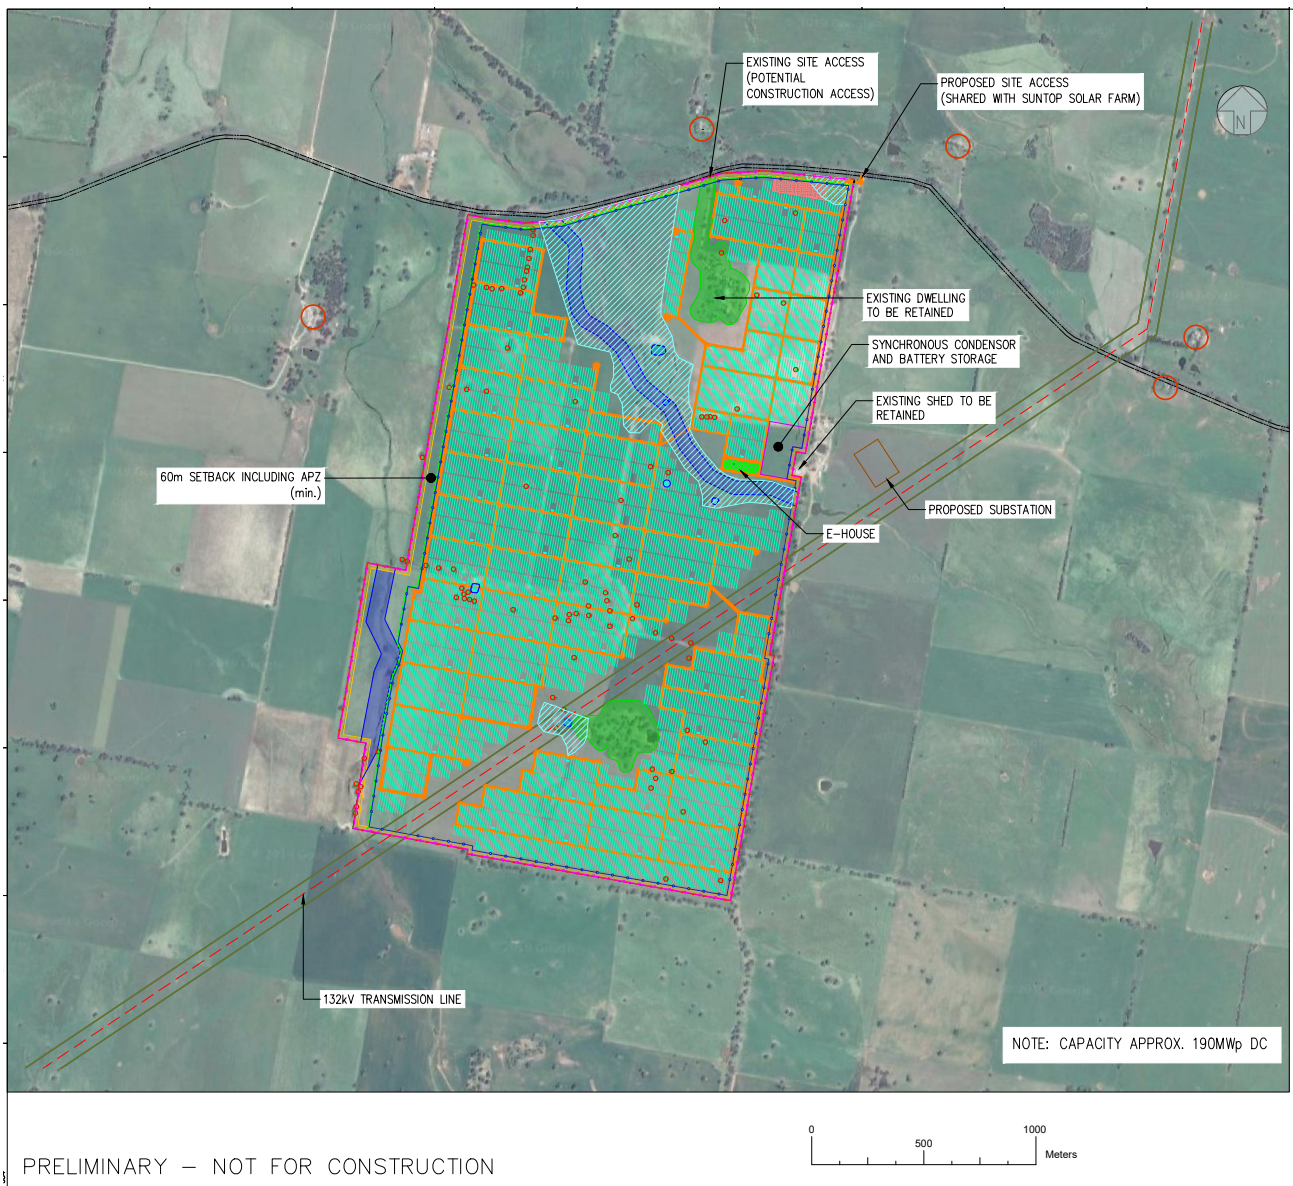 EXISTING SITE ACCESS
(POTENTIAL
CONSTRUCTION ACCESS)
PROPOSED SITE ACCESS
(SHARED WITH SUNTOP SOLAR FARM)
N
EXISTING DWELLING
TO BE RETAINED
SYNCHRONOUS CONDENSOR
AND BATTERY STORAGE
EXISTING SHED TO BE
RETAINED
60m SETBACK INCLUDING APZ
(min.)
PROPOSED SUBSTATION
E-HOUSE
132kV TRANSMISSION LINE
NOTE: CAPACITY APPROX. 190MWp DC
0
500
1000
Meters
PRELIMINARY – NOT FOR CONSTRUCTION